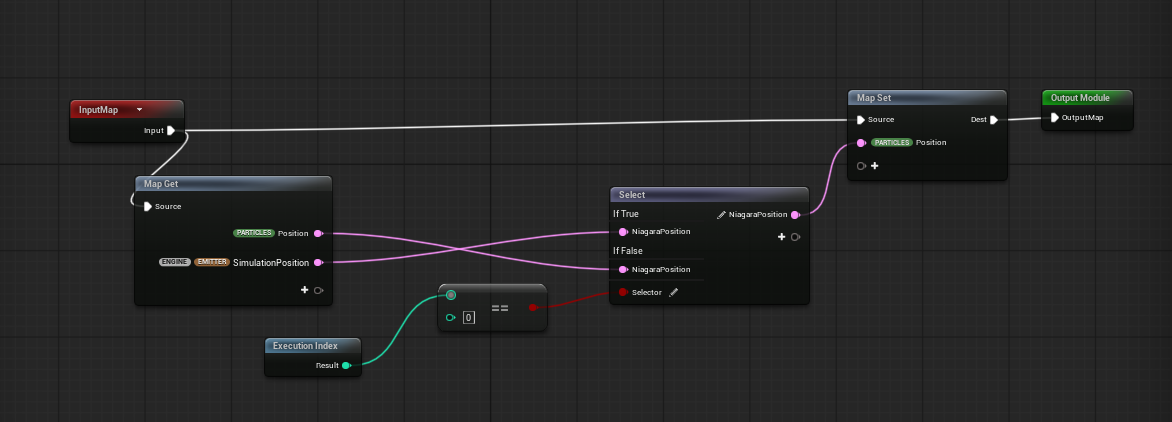 InputMap
Input
Map Get
Source
PARTICLES Position
ENGINE EMITTER SimulationPosition
Execution Index
Result
0
==
Select
If True
NiagaraPosition
NiagaraPosition
If False
NiagaraPosition
Selector
Map Set
Source Dest
PARTICLES Position
Output Module
OutputMap